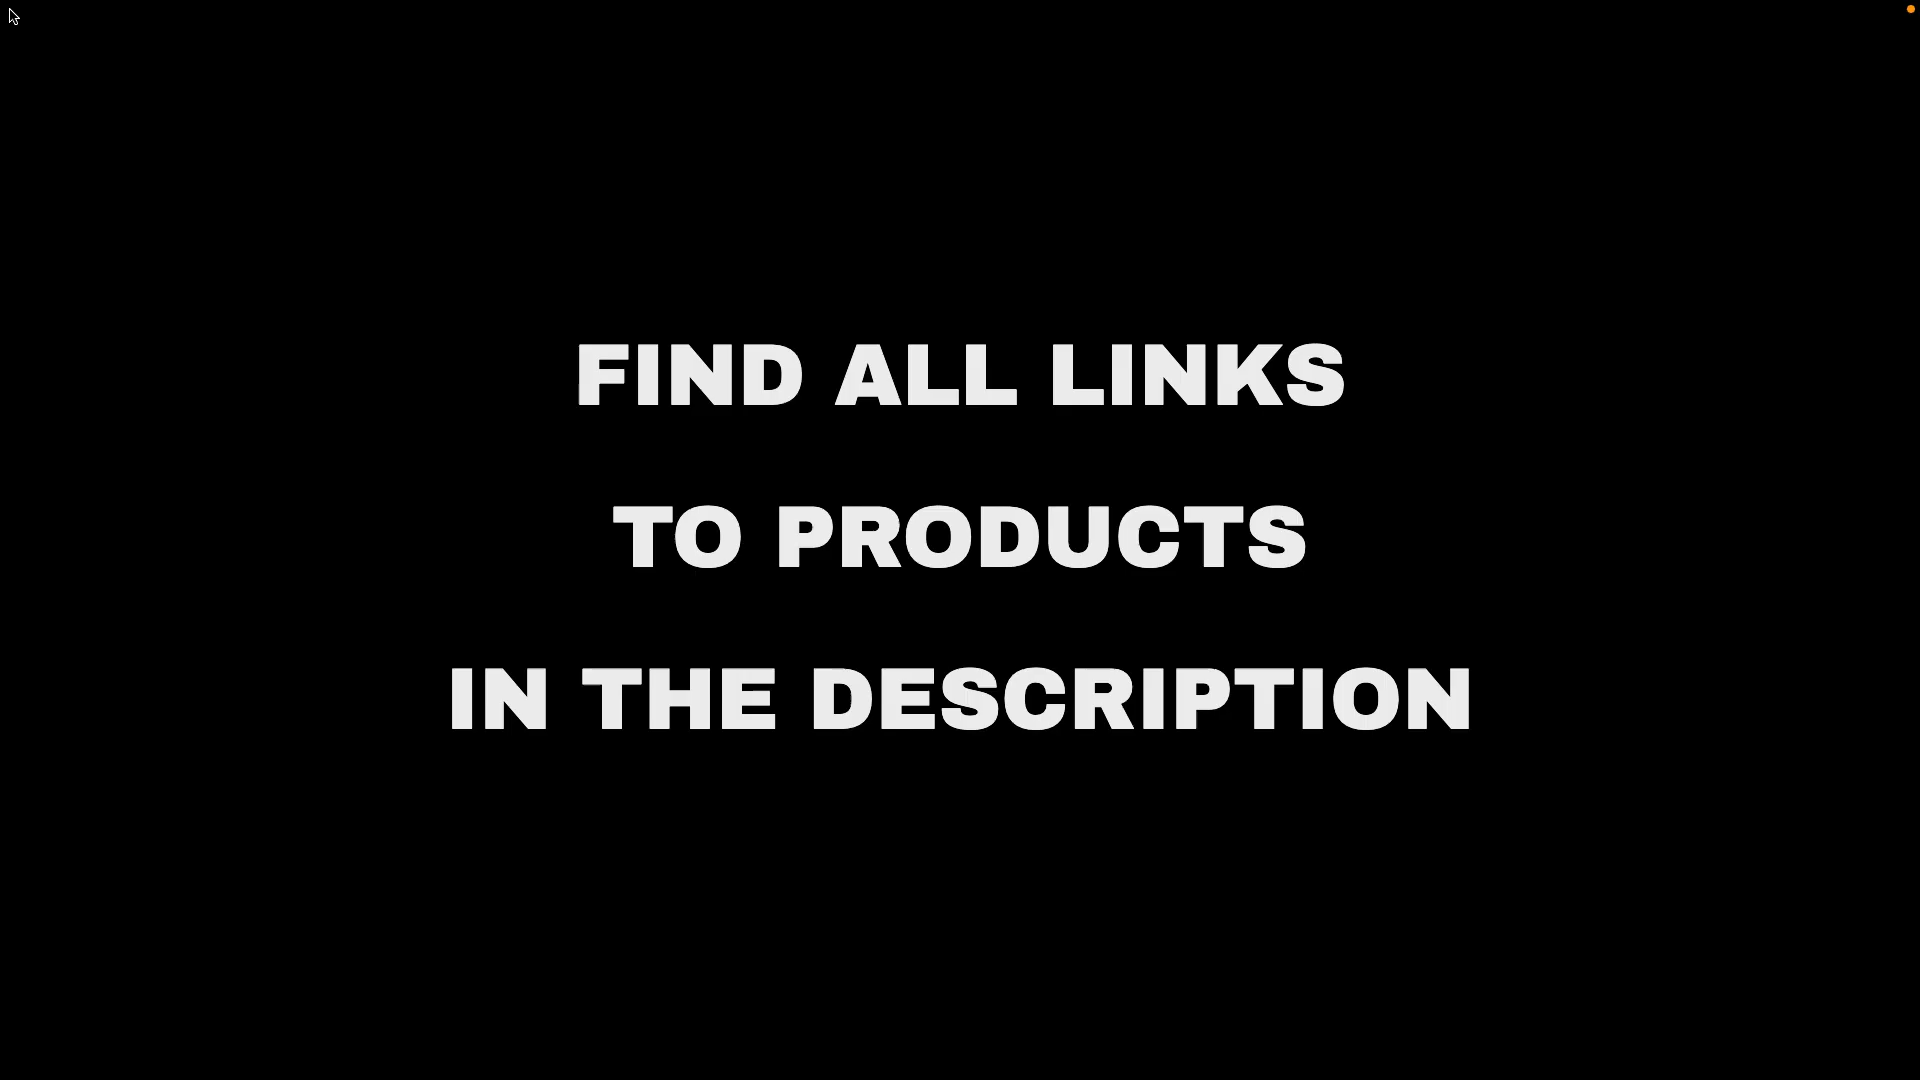 FIND ALL LINKS
TO PRODUCTS
IN THE DESCRIPTION